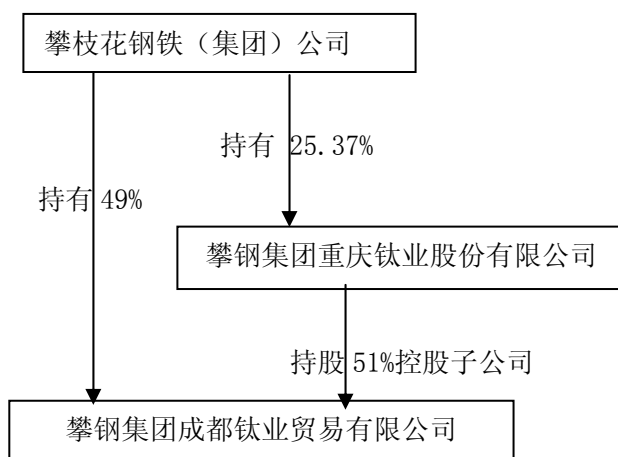 攀枝花钢铁（集团）公司
持有 25.37%
持有 49%
攀钢集团重庆钛业股份有限公司
持股 51%控股子公司
攀钢集团成都钛业贸易有限公司